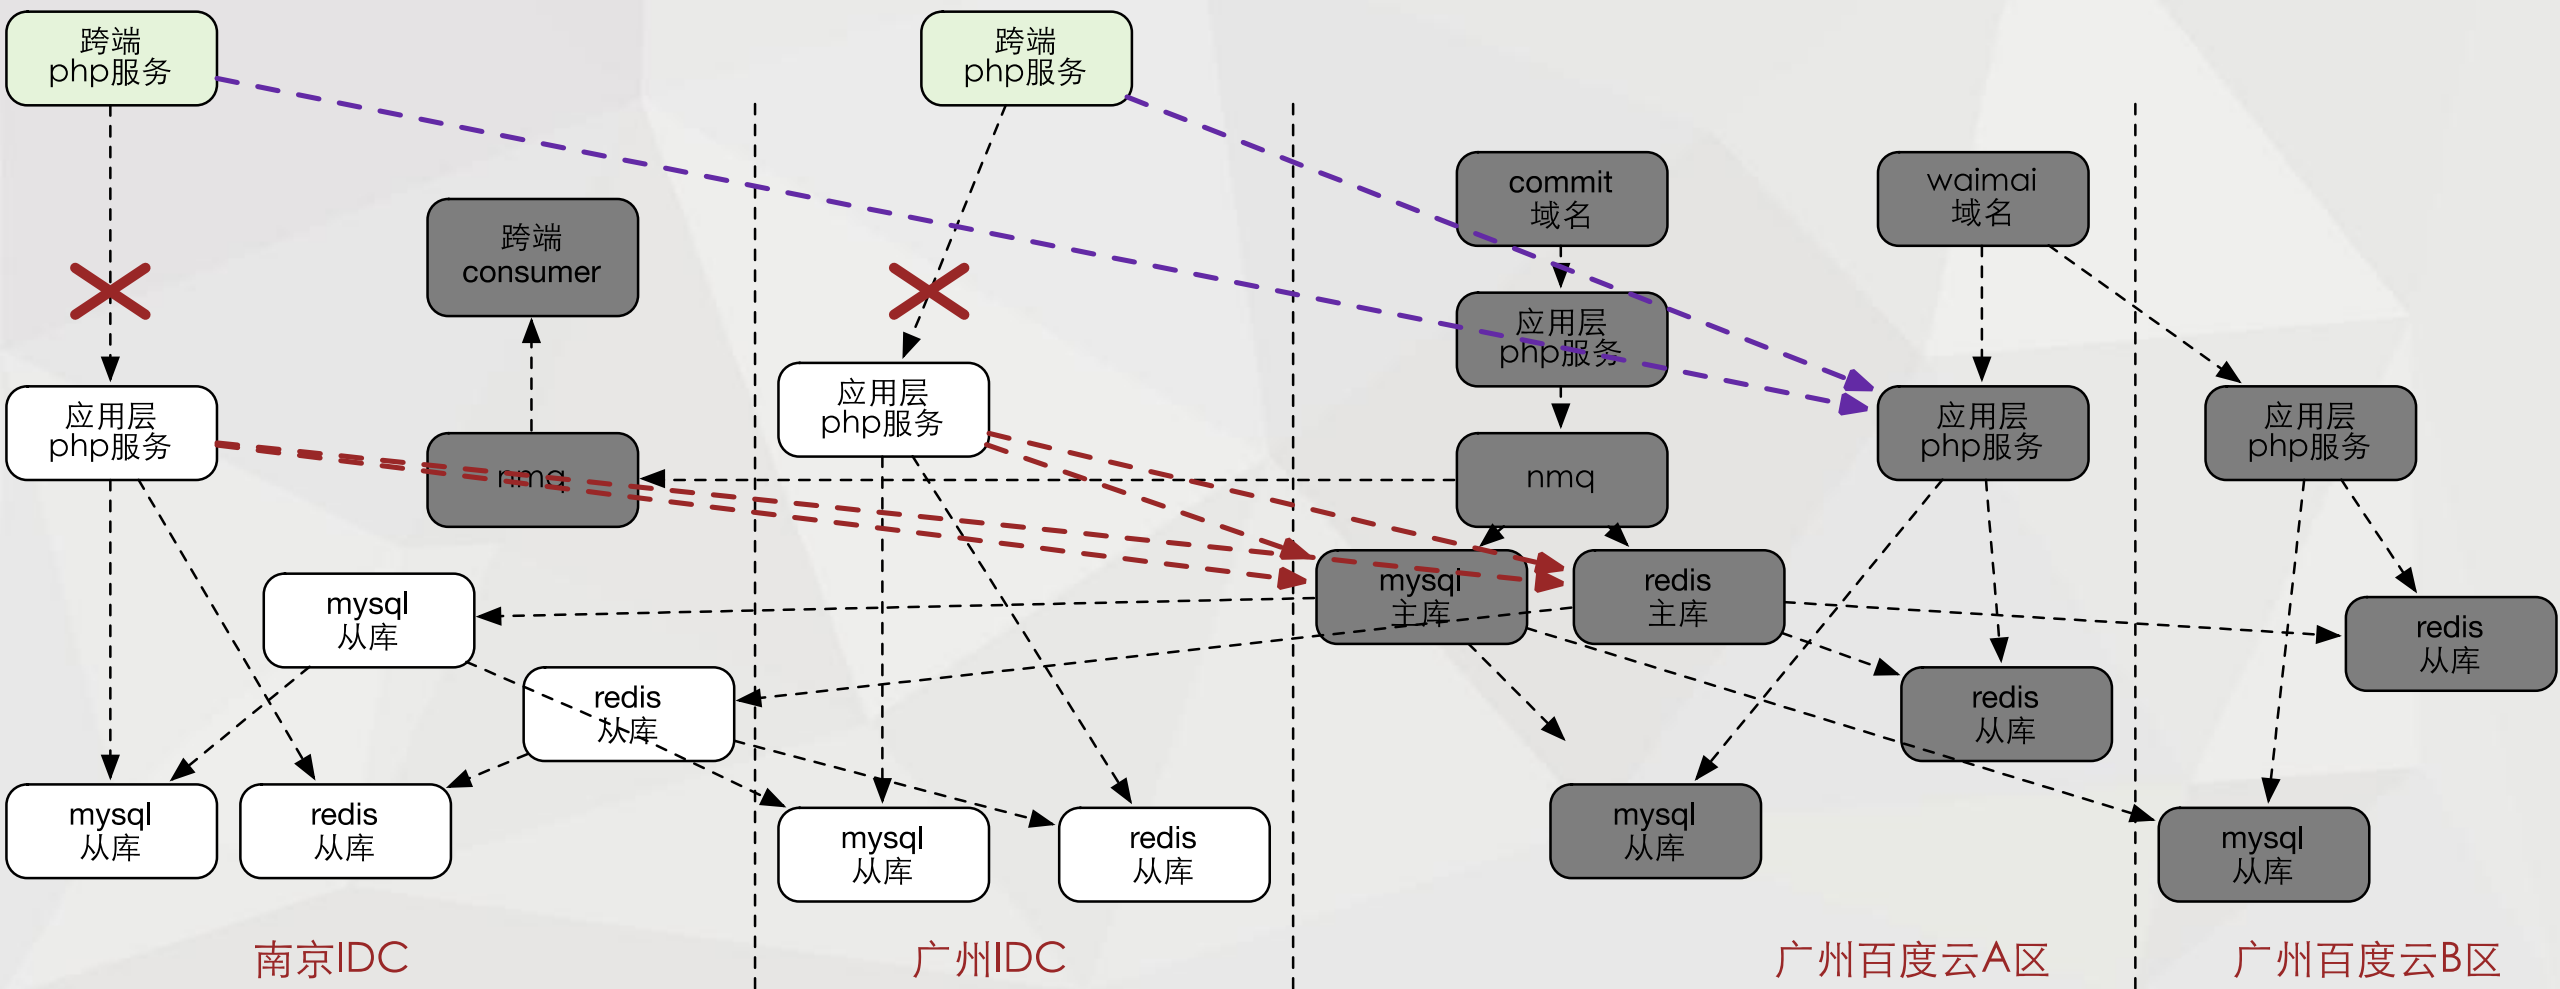 跨端
php服务
跨端
php服务
commit
域名
waimai
域名
跨端
consumer
应用层
php服务
应用层
php服务
应用层
php服务
应用层
php服务
应用层
php服务
nmq
nmq
mysql
从库
mysql
主库
redis
主库
redis
从库
redis
从库
redis
从库
mysql
从库
redis
从库
mysql
从库
redis
从库
mysql
从库
mysql
从库
南京IDC
广州IDC
广州百度云A区
广州百度云B区